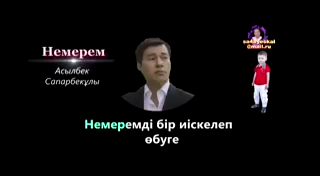 Немерем
Асылбек
Сапарбекұлы
Немеремді бір иіскелеп
өбуге